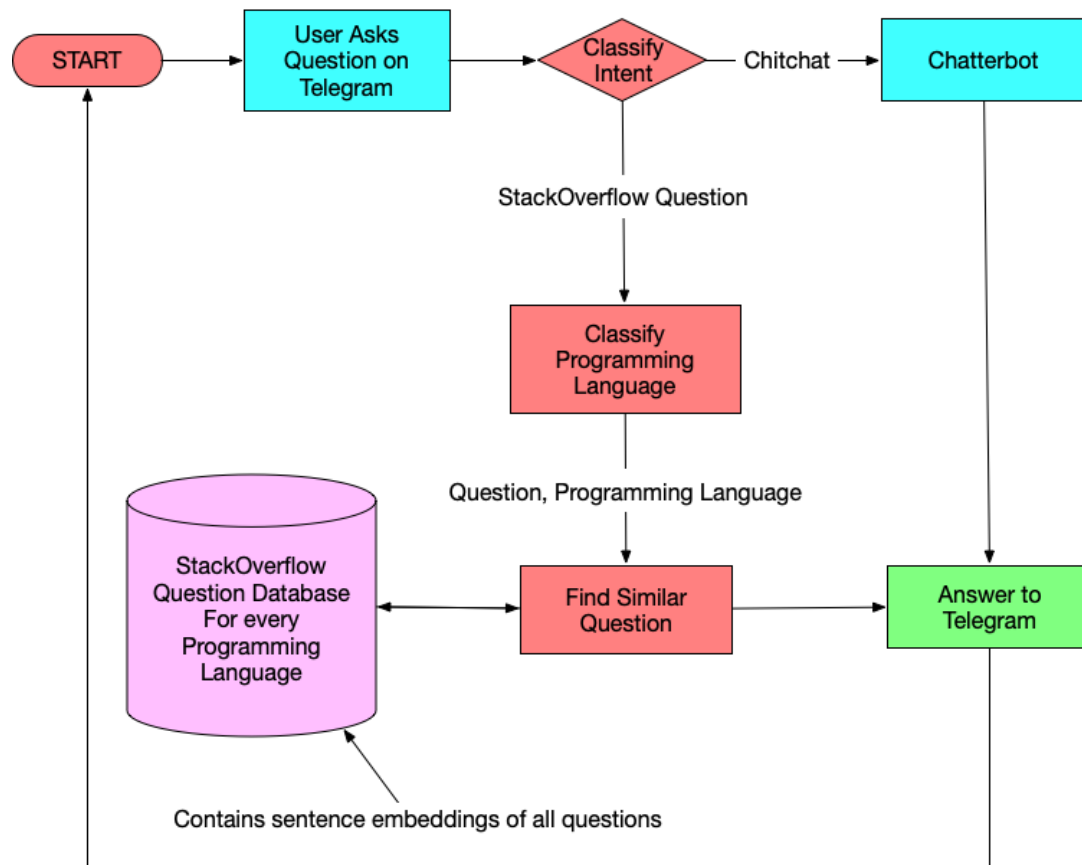 START
User Asks
Question on
Telegram
Classify
Intent
Chitchat
Chatterbot
StackOverflow Question
Classify
Programming
Language
Question, Programming Language
StackOverflow
Question Database
For every
Programming
Language
Find Similar
Question
Answer to
Telegram
Contains sentence embeddings of all questions